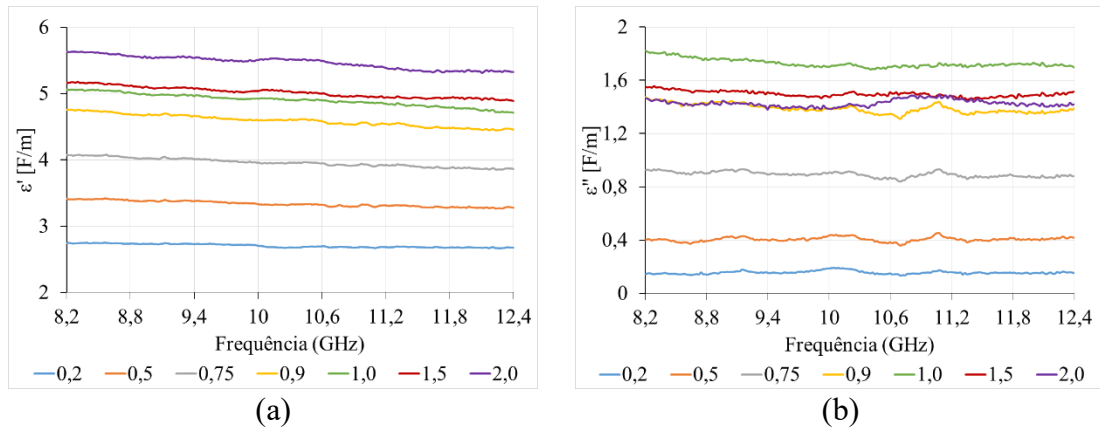 6
5
4
3
2
ε' [F/m]
8,2 8,8 9,4 10 10,6 11,2 11,8 12,4
Frequência (GHz)
0,2 0,5 0,75 0,9 1,0 1,5 2,0
(a)
2
1,6
1,2
0,8
0,4
0
ε" [F/m]
8,2 8,8 9,4 10 10,6 11,2 11,8 12,4
Frequência (GHz)
0,2 0,5 0,75 0,9 1,0 1,5 2,0
(b)